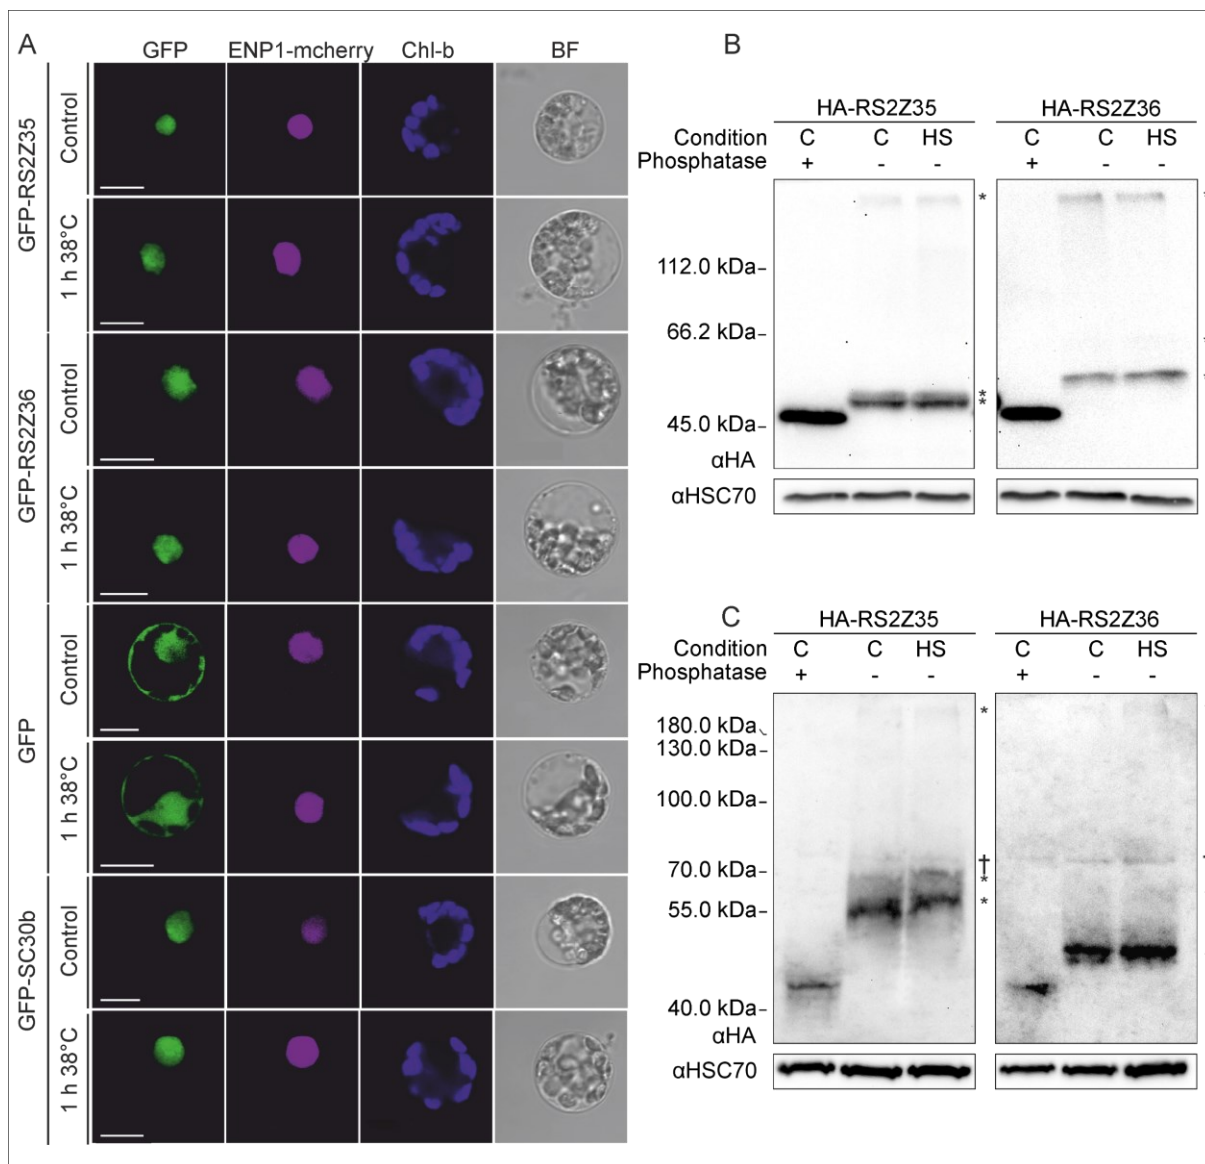 A
GFP ENP1-mcherry Chl-b BF
GFP-RS2Z35
Control
1 h 38°C
GFP-RS2Z36
Control
1 h 38°C
GFP
Control
1 h 38°C
GFP-SC30b
Control
1 h 38°C
B
HA-RS2Z35 HA-RS2Z36
Condition C C HS C C HS
Phosphatase + - - + - -
*
112.0 kDa-
66.2 kDa-
*
*
45.0 kDa-
αHA
αHSC70
C
HA-RS2Z35 HA-RS2Z36
Condition C C HS C C HS
Phosphatase + - - + - -
*
180.0 kDa
130.0 kDa-
100.0 kDa-
†
70.0 kDa-
*
*
55.0 kDa-
40.0 kDa-
αHA
αHSC70